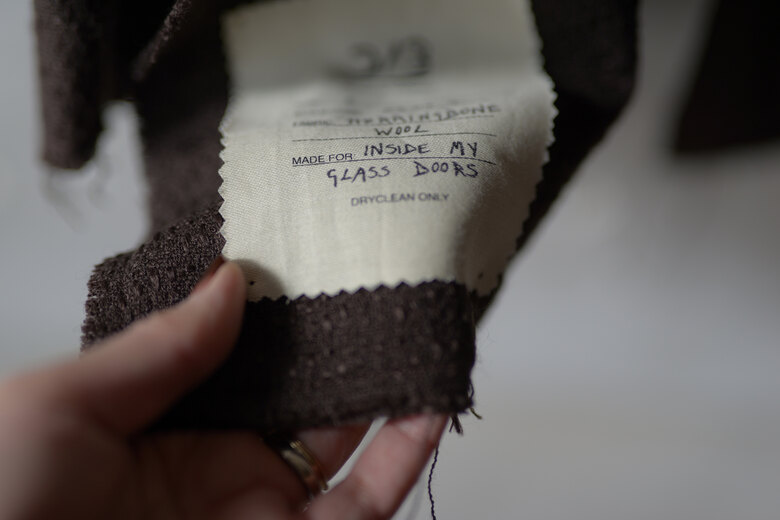 HERRINGBONE
WOOL
MADE FOR: INSIDE MY
GLASS DOORS
DRYCLEAN ONLY